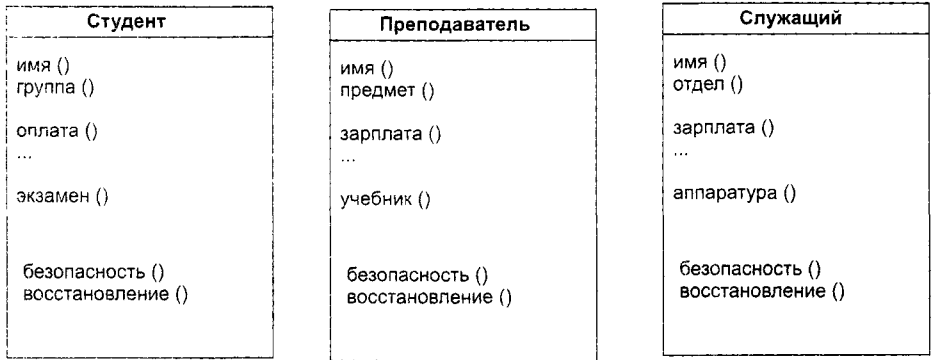 Студент
имя ()
группа ()
оплата ()
...
экзамен ()
безопасность ()
восстановление ()
Преподаватель
имя ()
предмет ()
зарплата ()
...
учебник ()
безопасность ()
восстановление ()
Служащий
имя ()
отдел ()
зарплата ()
...
аппаратура ()
безопасность ()
восстановление ()